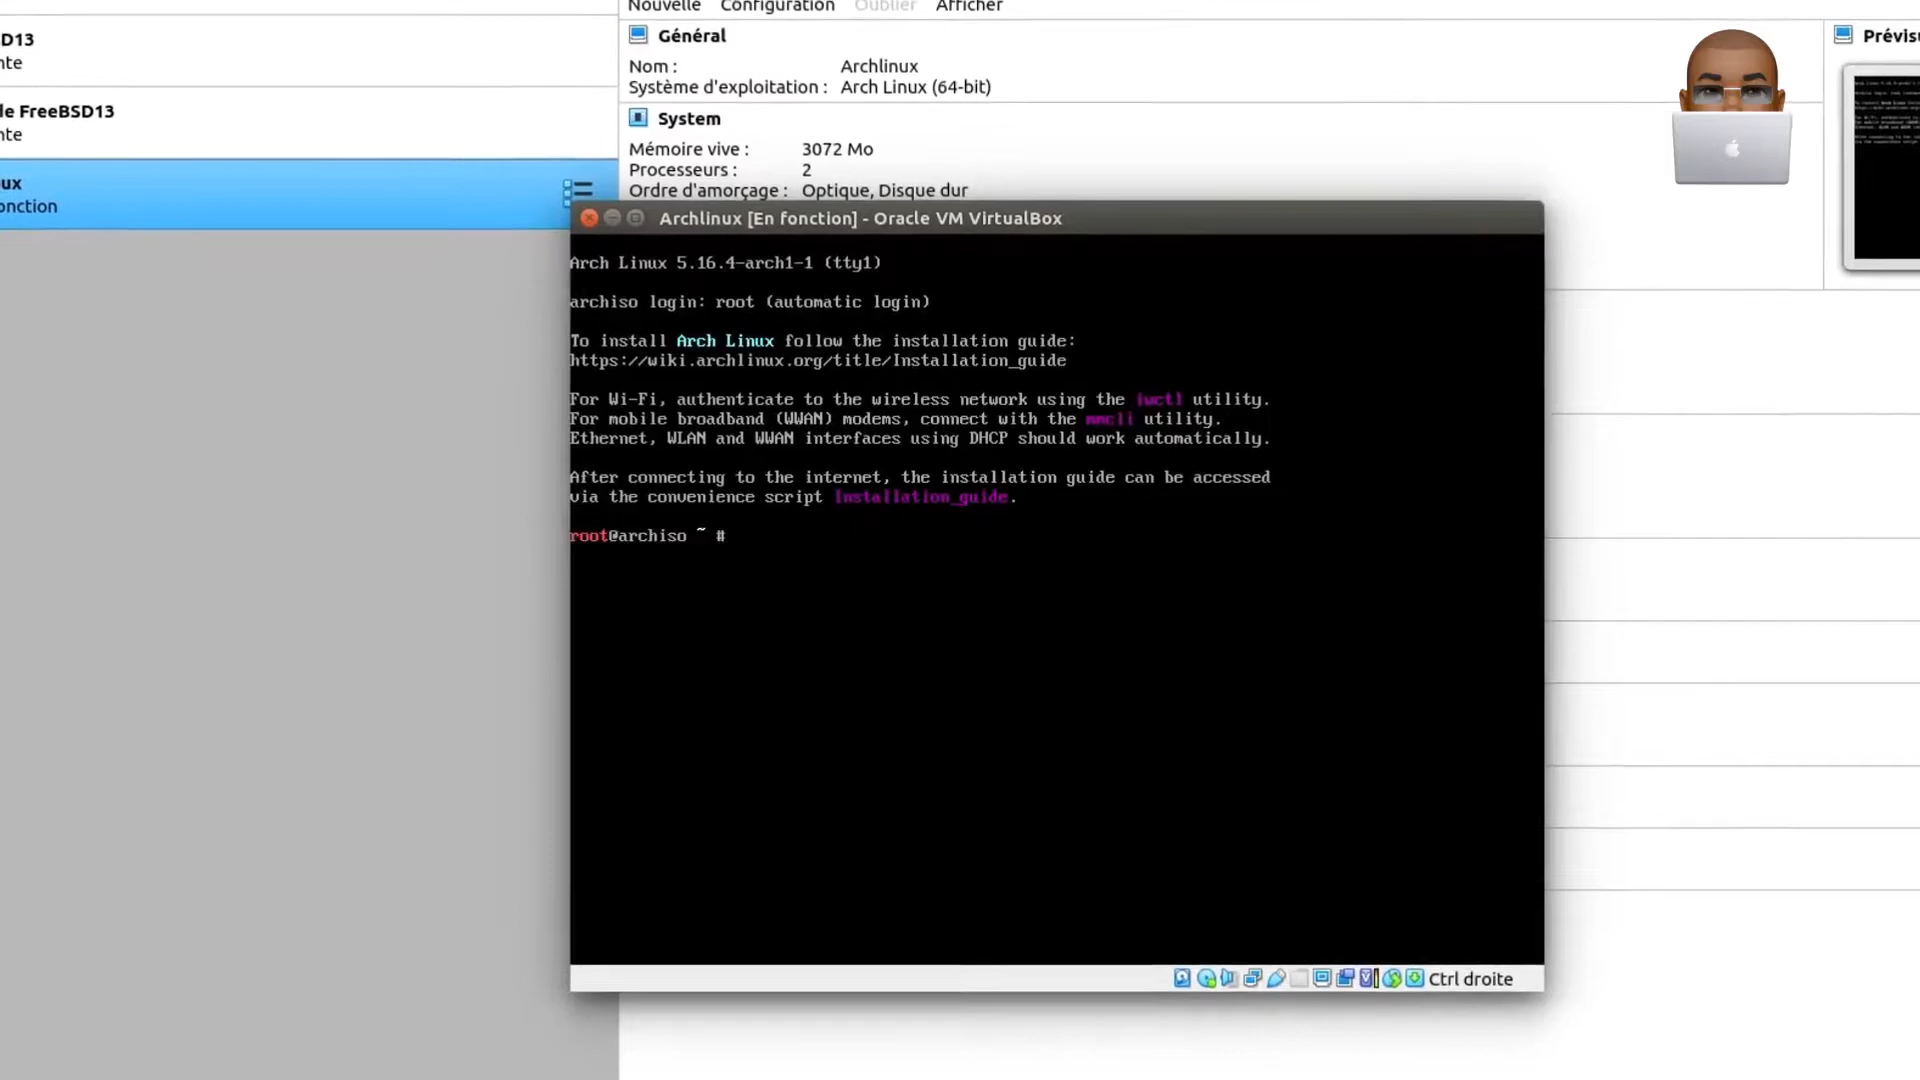 Nouvelle Configuration Oublier Afficher
D13
nte
le FreeBSD13
nte
ux
onction
Général
Nom : Archlinux
Système d'exploitation : Arch Linux (64-bit)
System
Mémoire vive : 3072 Mo
Processeurs : 2
Ordre d'amorçage : Optique, Disque dur
Prévisu
Archlinux [En fonction] - Oracle VM VirtualBox
Arch Linux 5.16.4-arch1-1 (tty1)
archiso login: root (automatic login)
To install Arch Linux follow the installation guide:
https://wiki.archlinux.org/title/Installation_guide
For Wi-Fi, authenticate to the wireless network using the iwctl utility.
For mobile broadband (WWAN) modems, connect with the mmcli utility.
Ethernet, WLAN and WWAN interfaces using DHCP should work automatically.
After connecting to the internet, the installation guide can be accessed
via the convenience script Installation_guide.
root@archiso ~ #
Ctrl droite